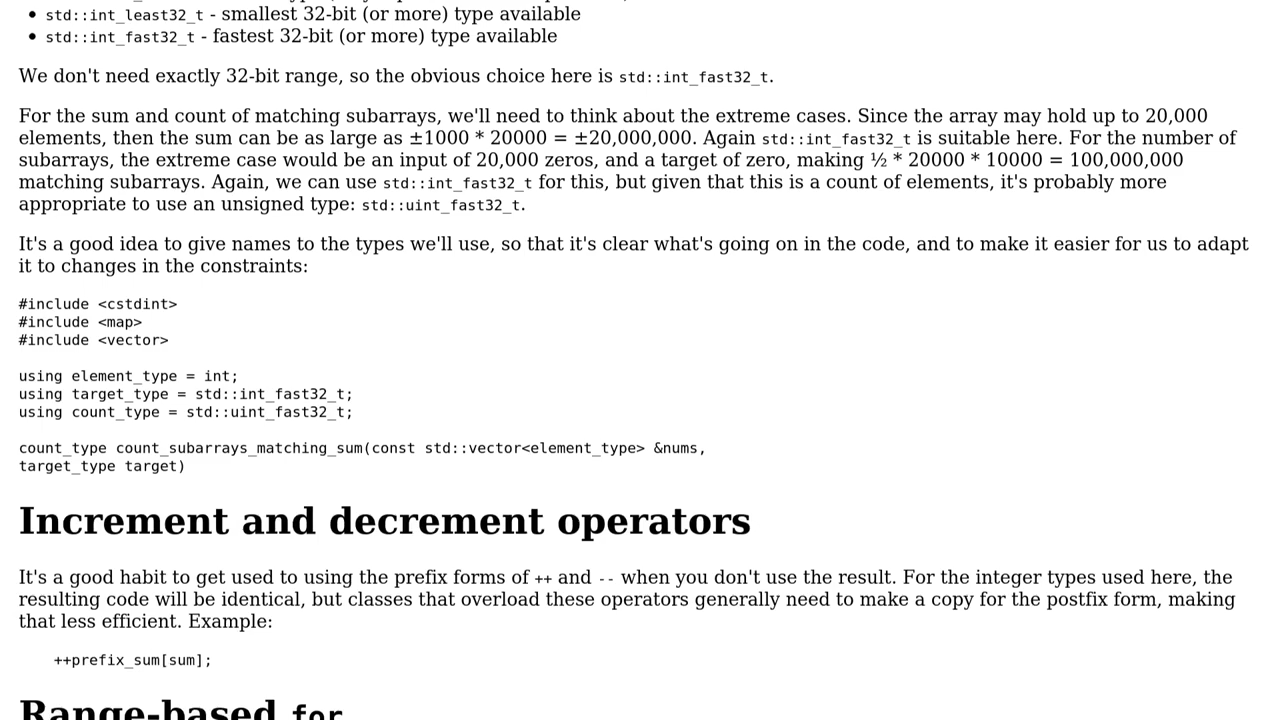 std::int_least32_t - smallest 32-bit (or more) type available
std::int_fast32_t - fastest 32-bit (or more) type available
We don't need exactly 32-bit range, so the obvious choice here is std::int_fast32_t.
For the sum and count of matching subarrays, we'll need to think about the extreme cases. Since the array may hold up to 20,000
elements, then the sum can be as large as ±1000 * 20000 = ±20,000,000. Again std::int_fast32_t is suitable here. For the number of
subarrays, the extreme case would be an input of 20,000 zeros, and a target of zero, making ½ * 20000 * 10000 = 100,000,000
matching subarrays. Again, we can use std::int_fast32_t for this, but given that this is a count of elements, it's probably more
appropriate to use an unsigned type: std::uint_fast32_t.
It's a good idea to give names to the types we'll use, so that it's clear what's going on in the code, and to make it easier for us to adapt
it to changes in the constraints:
#include <cstdint>
#include <map>
#include <vector>
using element_type = int;
using target_type = std::int_fast32_t;
using count_type = std::uint_fast32_t;
count_type count_subarrays_matching_sum(const std::vector<element_type> &nums,
target_type target)
Increment and decrement operators
It's a good habit to get used to using the prefix forms of ++ and -- when you don't use the result. For the integer types used here, the
resulting code will be identical, but classes that overload these operators generally need to make a copy for the postfix form, making
that less efficient. Example:
++prefix_sum[sum];
Range-based for